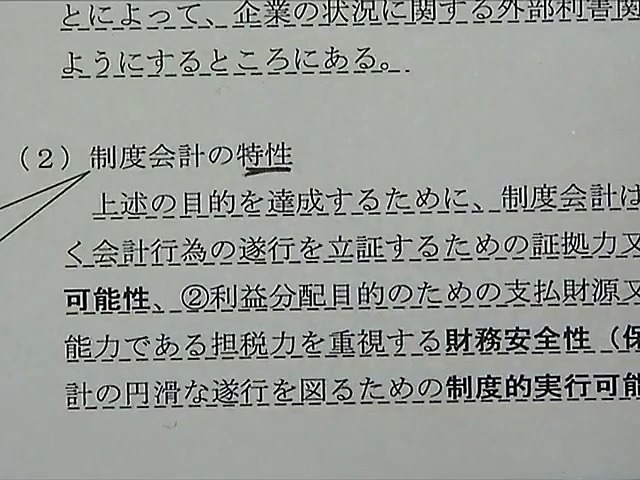 とによって、企業の状況に関する外部利害関
ようにするところにある。
（２）制度会計の特性
上述の目的を達成するために、制度会計は
く会計行為の遂行を立証するための証拠力又
可能性、②利益分配目的のための支払財源又
能力である担税力を重視する財務安全性（保
計の円滑な遂行を図るための制度的実行可能